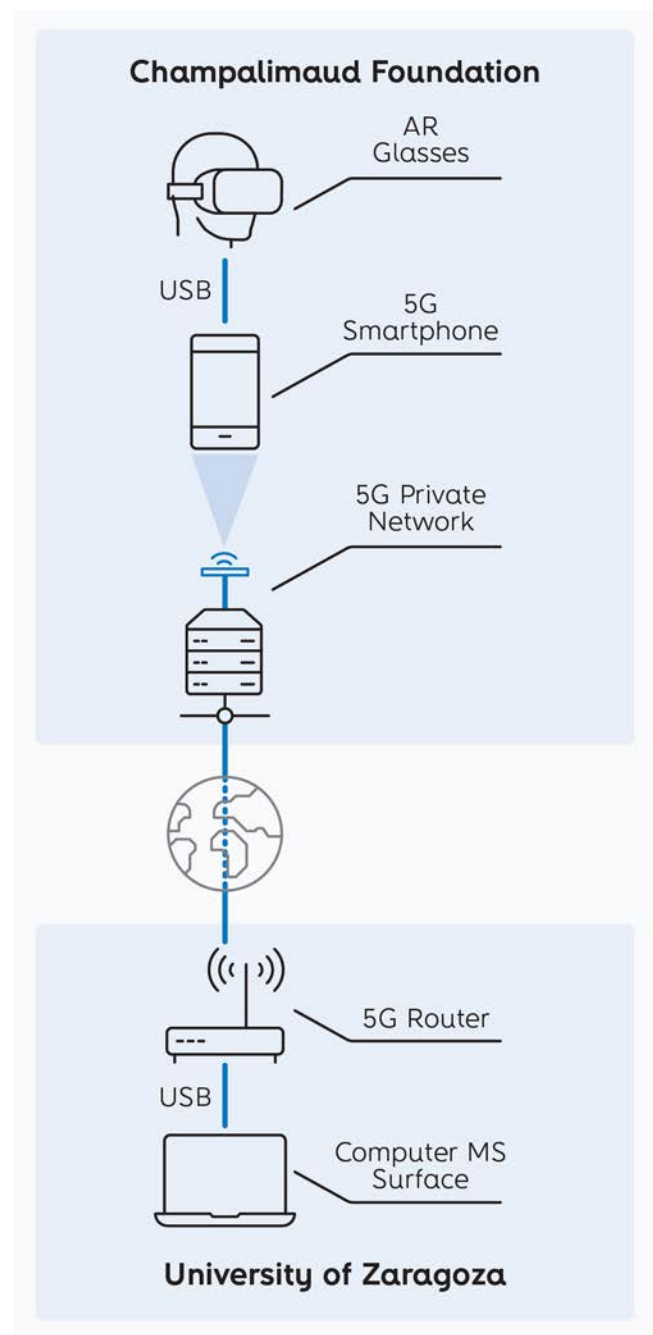 Champalimaud Foundation
AR
Glasses
USB
5G
Smartphone
5G Private
Network
5G Router
USB
Computer MS
Surface
University of Zaragoza